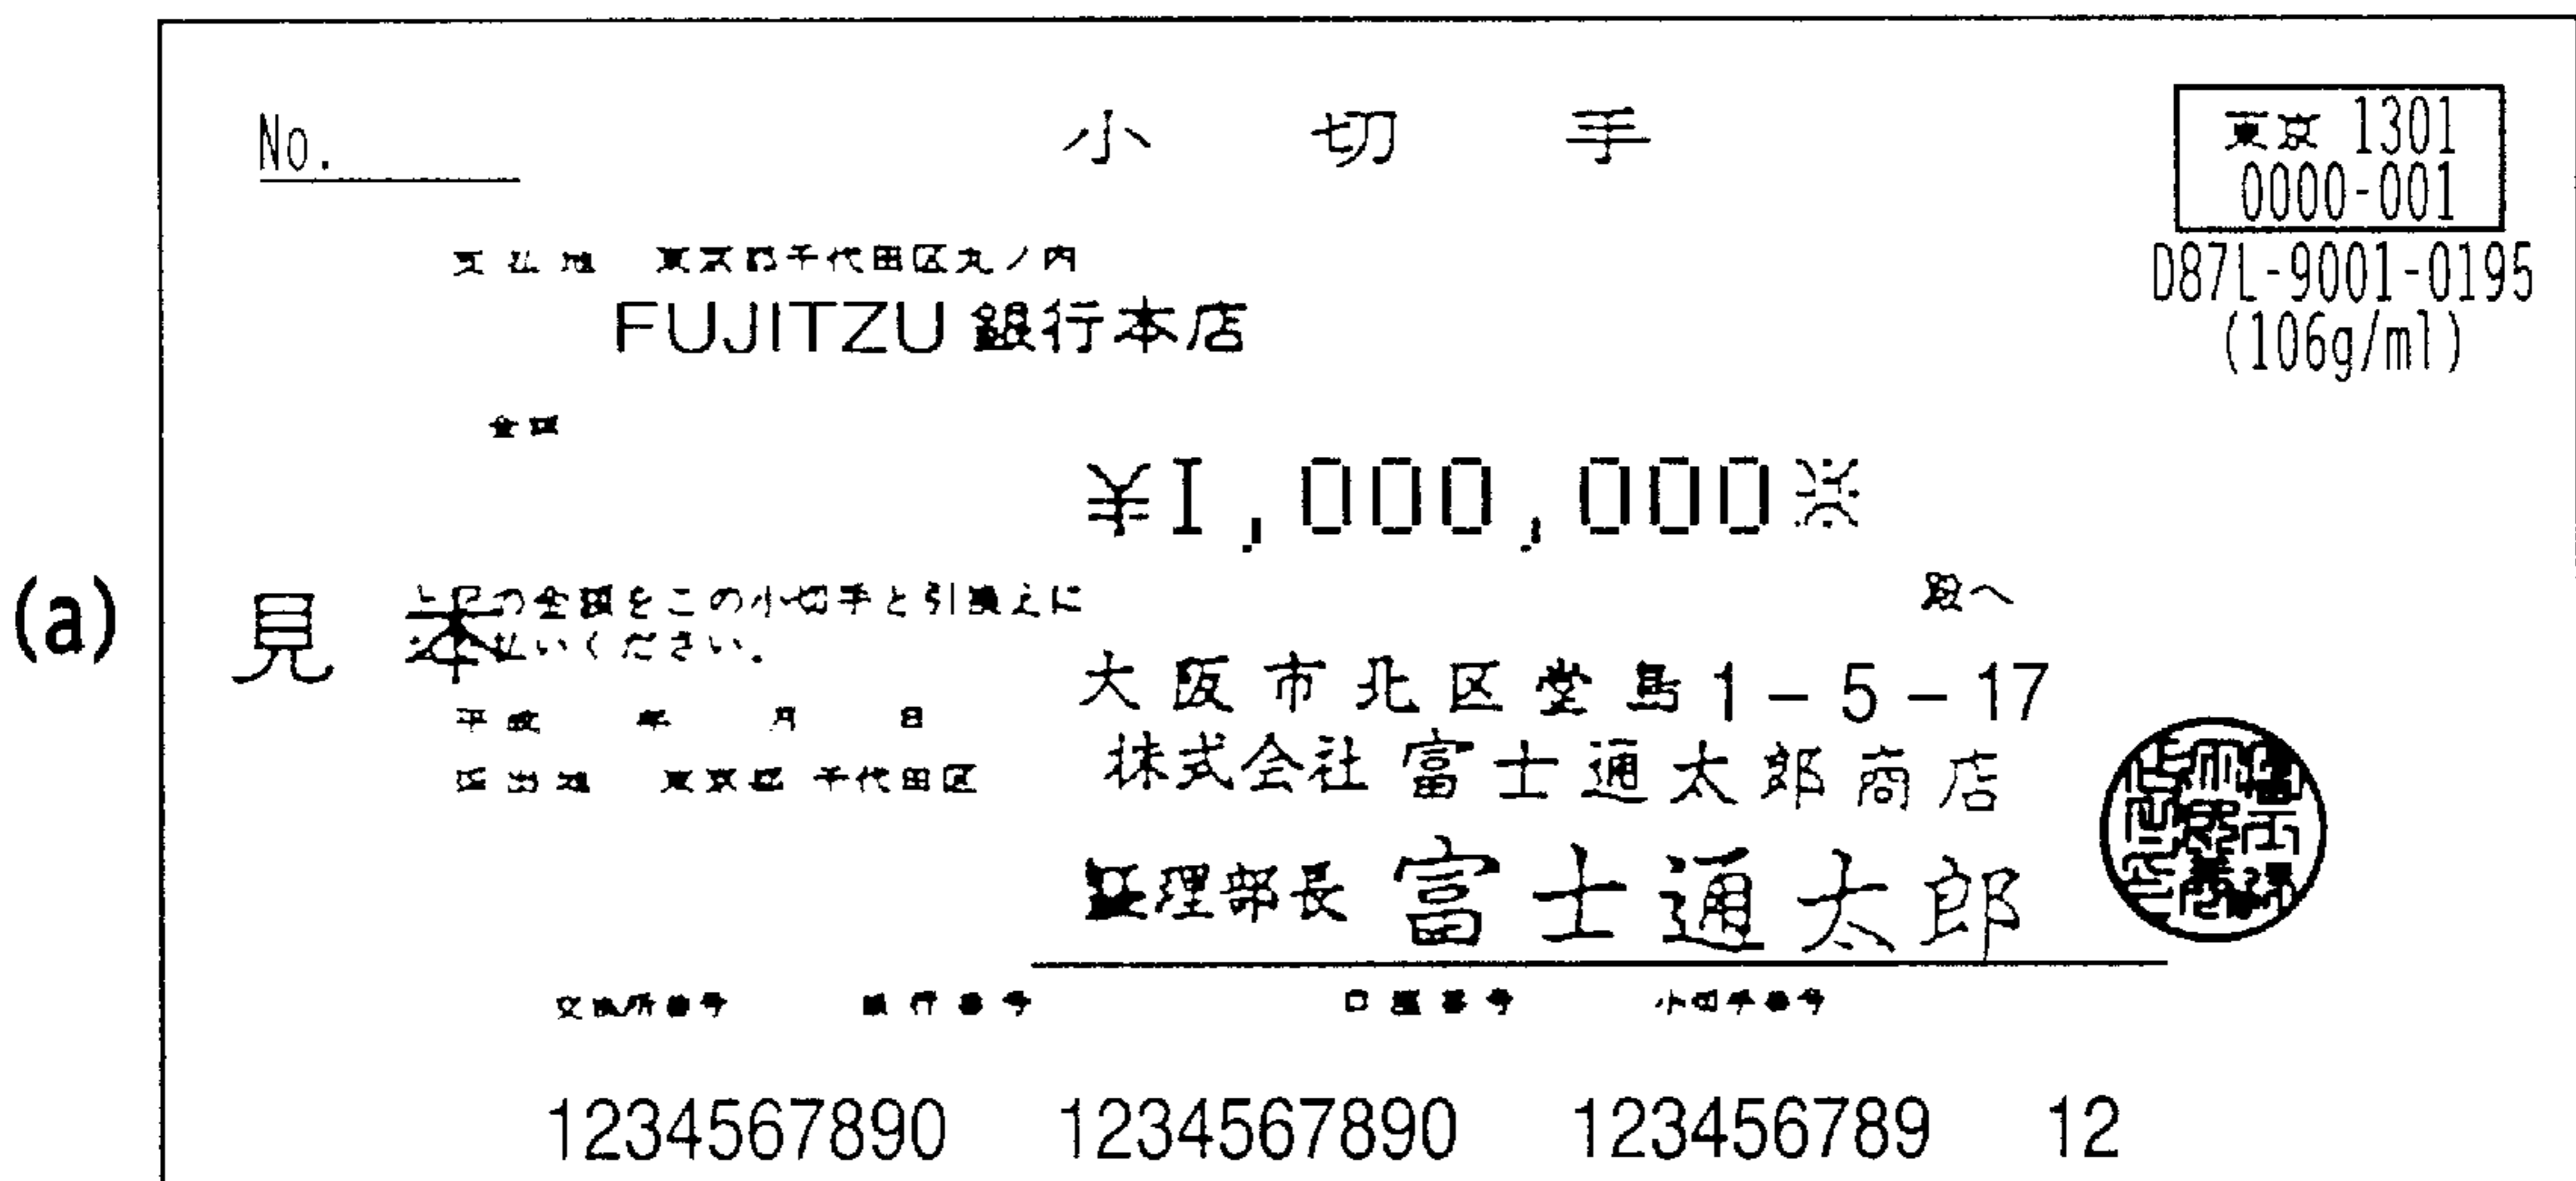 No. 小切手
東京 1301
0000-001
D87L-9001-0195
(106g/ml)
支払地 東京都千代田区丸ノ内
FUJITZU 銀行本店
金額
¥1,000,000※
(a)
見本
上記の金額をこの小切手と引換えに
払いください。
殿へ
大阪市北区堂島1-5-17
平成 年 月 日
株式会社 富士通太郎商店
振出地 東京都 千代田区
経理部長 富士通太郎
交換所番号 銀行番号 口座番号 小切手番号
1234567890 1234567890 123456789 12